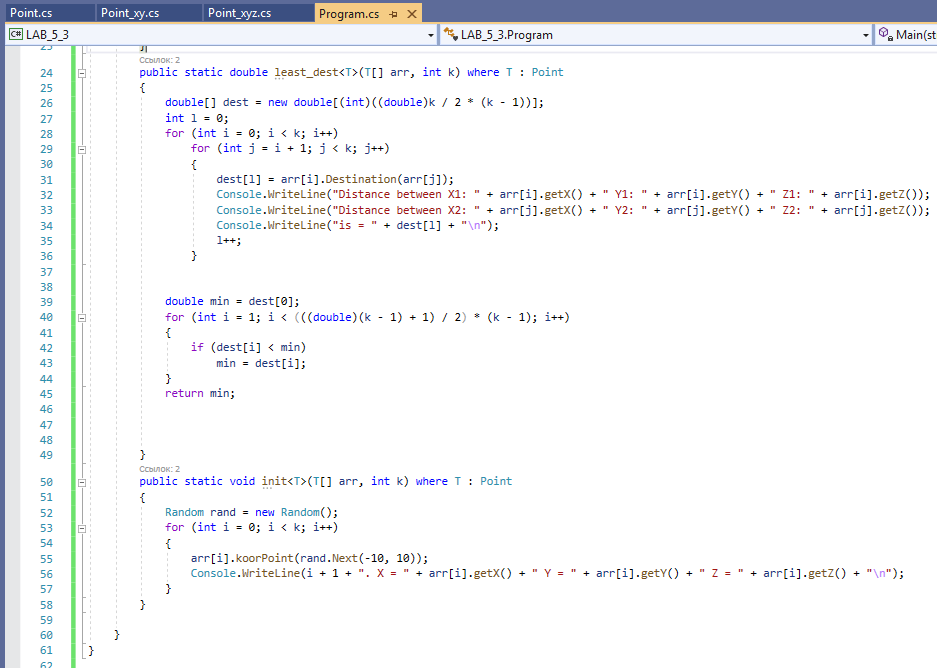 Point.cs Point_xy.cs Point_xyz.cs Program.cs
C# LAB_5_3 LAB_5_3.Program Main(st
23 }
Ссылок: 2
24 public static double least_dest<T>(T[] arr, int k) where T : Point
25 {
26 double[] dest = new double[(int)((double)k / 2 * (k - 1))];
27 int l = 0;
28 for (int i = 0; i < k; i++)
29 for (int j = i + 1; j < k; j++)
30 {
31 dest[l] = arr[i].Destination(arr[j]);
32 Console.WriteLine("Distance between X1: " + arr[i].getX() + " Y1: " + arr[i].getY() + " Z1: " + arr[i].getZ());
33 Console.WriteLine("Distance between X2: " + arr[j].getX() + " Y2: " + arr[j].getY() + " Z2: " + arr[j].getZ());
34 Console.WriteLine("is = " + dest[l] + "\n");
35 l++;
36 }
37
38
39 double min = dest[0];
40 for (int i = 1; i < (((double)(k - 1) + 1) / 2) * (k - 1); i++)
41 {
42 if (dest[i] < min)
43 min = dest[i];
44 }
45 return min;
46
47
48
49 }
Ссылок: 2
50 public static void init<T>(T[] arr, int k) where T : Point
51 {
52 Random rand = new Random();
53 for (int i = 0; i < k; i++)
54 {
55 arr[i].koorPoint(rand.Next(-10, 10));
56 Console.WriteLine(i + 1 + ". X = " + arr[i].getX() + " Y = " + arr[i].getY() + " Z = " + arr[i].getZ() + "\n");
57 }
58 }
59
60 }
61 }
62